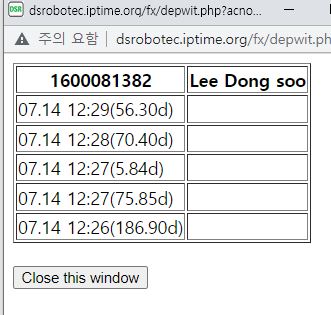 DSR dsrobotec.iptime.org/fx/depwit.php?acno...
주의 요함 dsrobotec.iptime.org/fx/depwit.php
1600081382 Lee Dong soo
07.14 12:29(56.30d)
07.14 12:28(70.40d)
07.14 12:27(5.84d)
07.14 12:27(75.85d)
07.14 12:26(186.90d)
Close this window